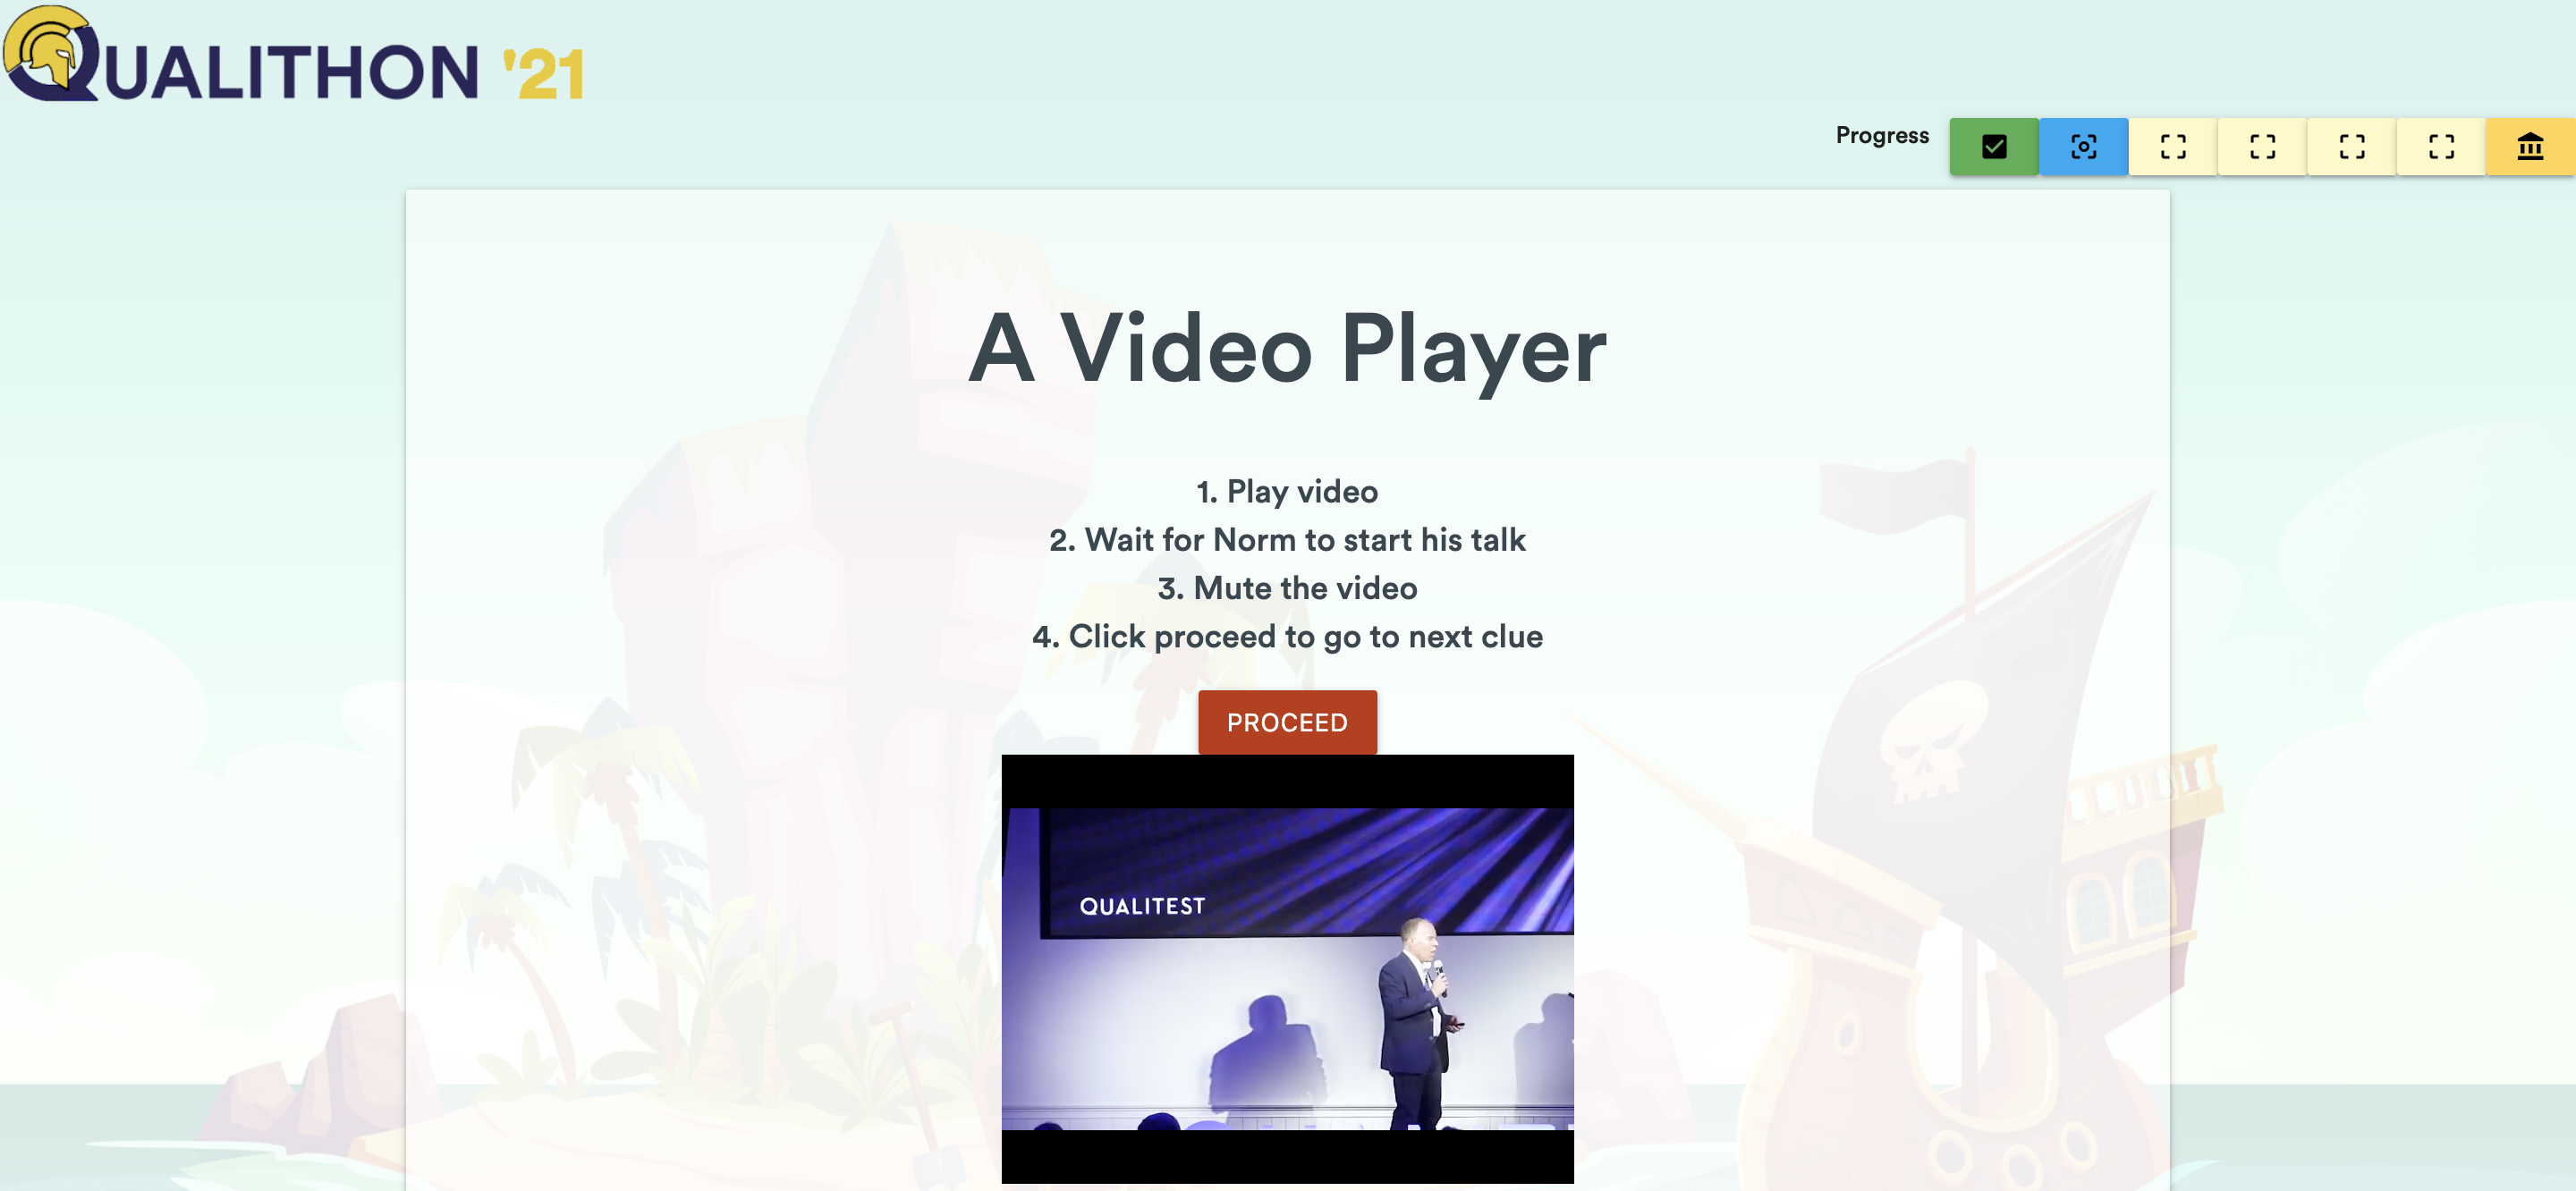 QUALITHON '21
Progress
A Video Player
1. Play video
2. Wait for Norm to start his talk
3. Mute the video
4. Click proceed to go to next clue
PROCEED
QUALITEST